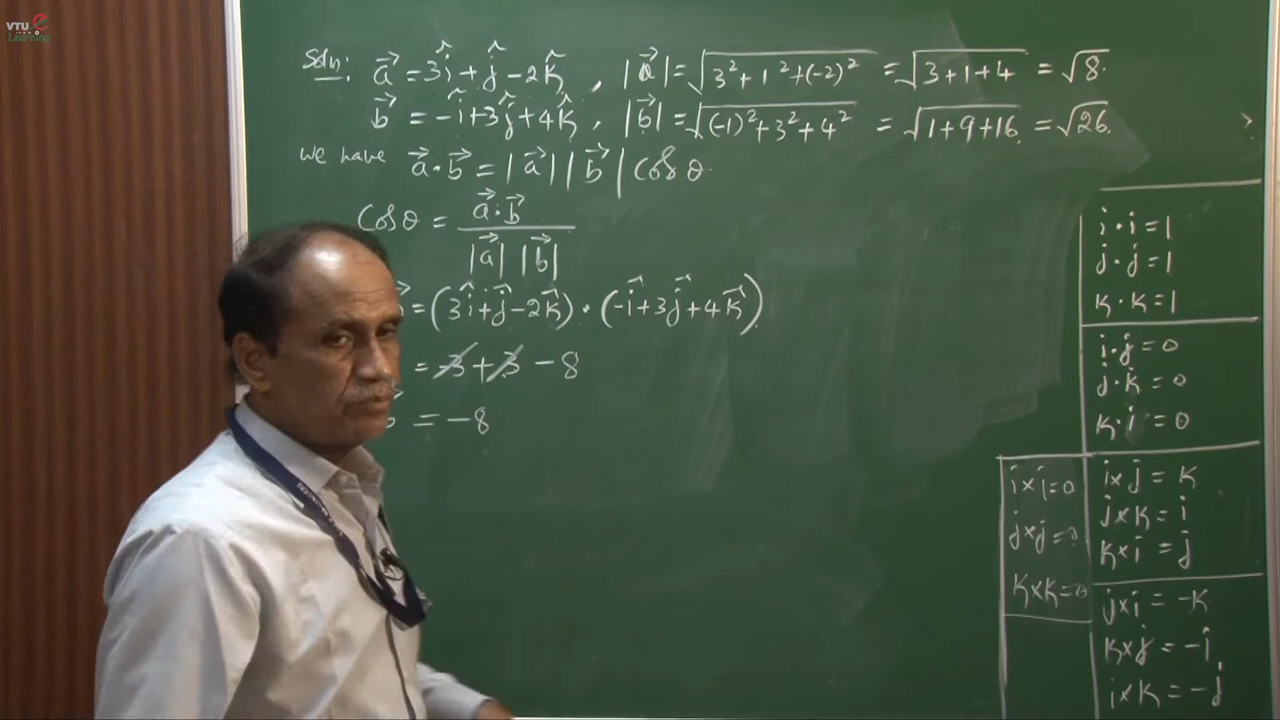 VTU e
Learning
Soln: a⃗ = 3î + ĵ - 2k̂ , |a⃗| = √(3² + 1² + (-2)²) = √(3+1+4) = √8.
b⃗ = -î + 3ĵ + 4k̂ , |b⃗| = √((-1)² + 3² + 4²) = √(1+9+16) = √26.
we have a⃗ · b⃗ = |a⃗| |b⃗| cos θ.
cos θ = a⃗ · b⃗ / |a⃗| |b⃗|
= (3î + ĵ - 2k̂) · (-î + 3ĵ + 4k̂)
= -3 + 3 - 8
= -8
i · i = 1
j · j = 1
k · k = 1
i · j = 0
j · k = 0
k · i = 0
i × i = 0
j × j = 0
k × k = 0
i × j = k
j × k = i
k × i = j
j × i = -k
k × j = -i
i × k = -j